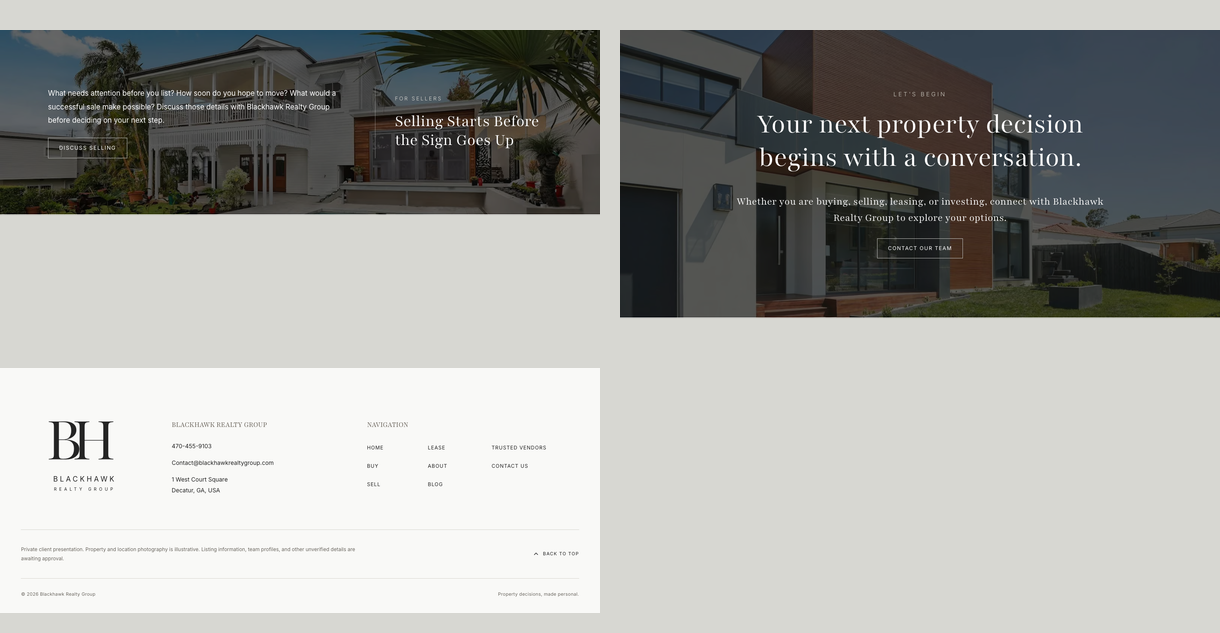 What needs attention before you list? How soon do you hope to move? What would a
successful sale make possible? Discuss those details with Blackhawk Realty Group
before deciding on your next step.
DISCUSS SELLING
FOR SELLERS
Selling Starts Before
the Sign Goes Up
LET'S BEGIN
Your next property decision
begins with a conversation.
Whether you are buying, selling, leasing, or investing, connect with Blackhawk
Realty Group to explore your options.
CONTACT OUR TEAM
BH
BLACKHAWK
REALTY GROUP
BLACKHAWK REALTY GROUP
470-455-9103
Contact@blackhawkrealtygroup.com
1 West Court Square
Decatur, GA, USA
NAVIGATION
HOME
BUY
SELL
LEASE
ABOUT
BLOG
TRUSTED VENDORS
CONTACT US
Private client presentation. Property and location photography is illustrative. Listing information, team profiles, and other unverified details are
awaiting approval.
BACK TO TOP
© 2026 Blackhawk Realty Group
Property decisions, made personal.